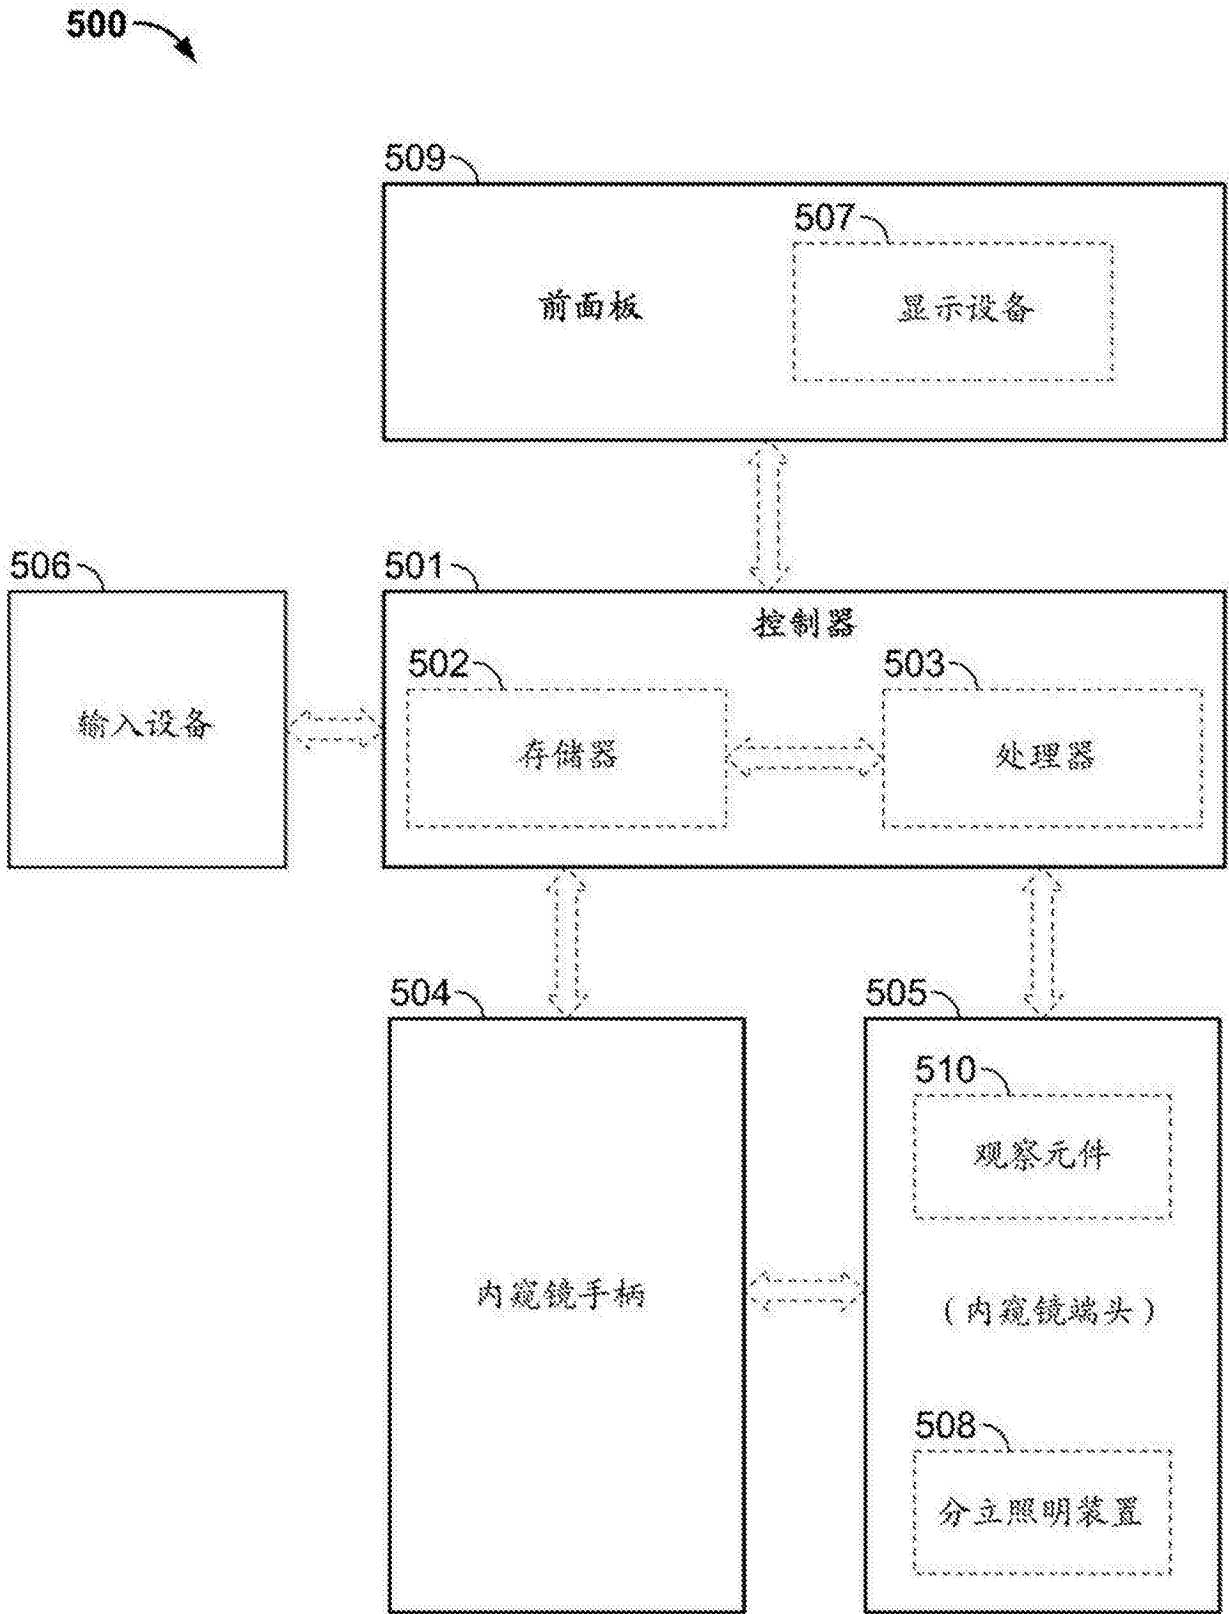 500
509
507
前面板
显示设备
506
501
控制器
502
503
输入设备
存储器
处理器
504
505
510
观察元件
内窥镜手柄
(内窥镜端头)
508
分立照明装置